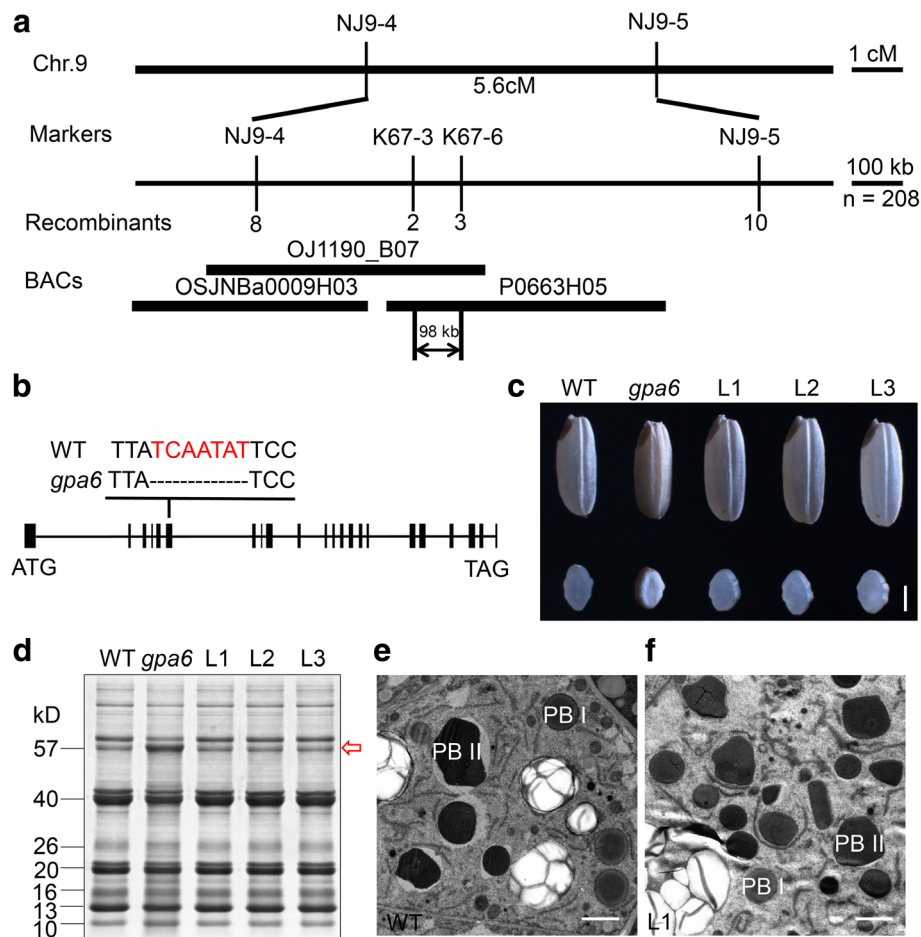 a
NJ9-4 NJ9-5
Chr.9 1 cM
5.6cM
Markers NJ9-4 K67-3 K67-6 NJ9-5
100 kb
n = 208
Recombinants 8 2 3 10
OJ1190_B07
BACs OSJNBa0009H03 P0663H05
98 kb
b
WT TTATCAATATTCC
gpa6 TTA-------------TCC
ATG TAG
c
WT gpa6 L1 L2 L3
d
WT gpa6 L1 L2 L3
kD
57
40
26
20
16
13
10
e
PB I
PB II
WT
f
PB II
PB I
L1